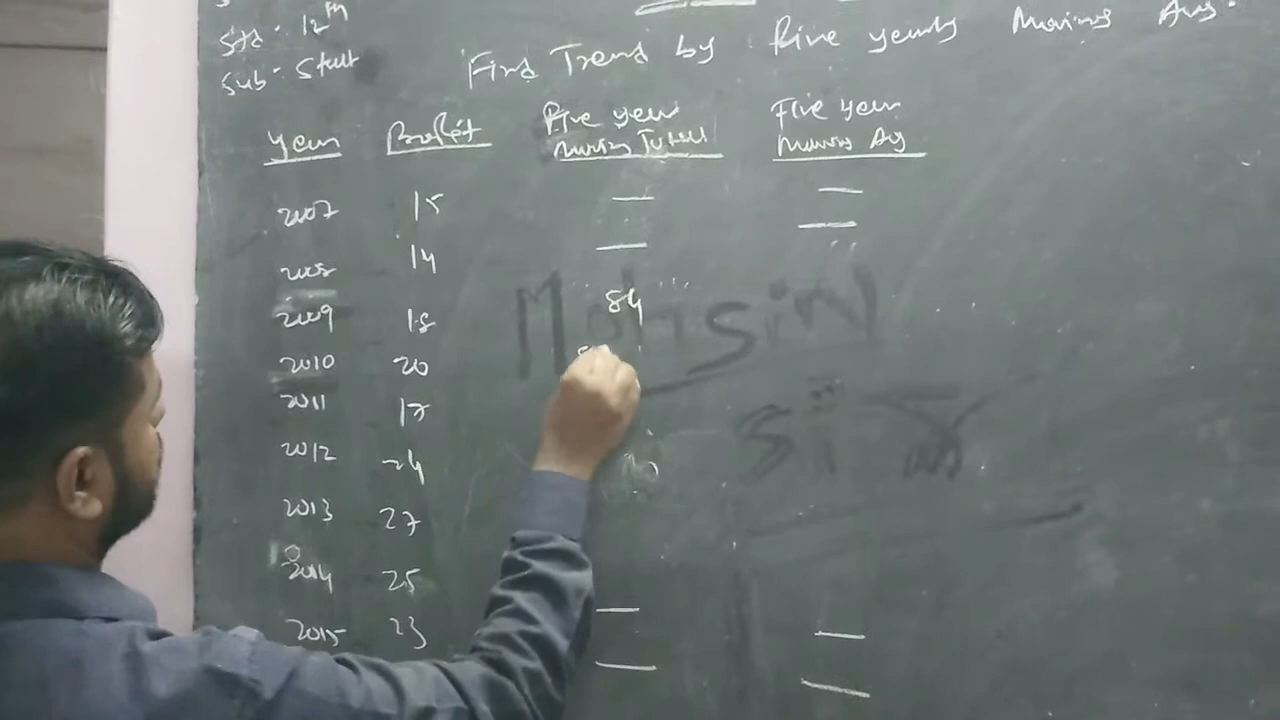 Std : 12th
Sub : Stat
Find Trend by Five yearly Moving Avg.
Year Profit Five year Moving Total Five year Moving Avg
2007 15 — —
2008 14 — —
2009 18 84
2010 20
2011 17
2012 24
2013 27
2014 25 — —
2015 23 — —
Mohsin
Sir